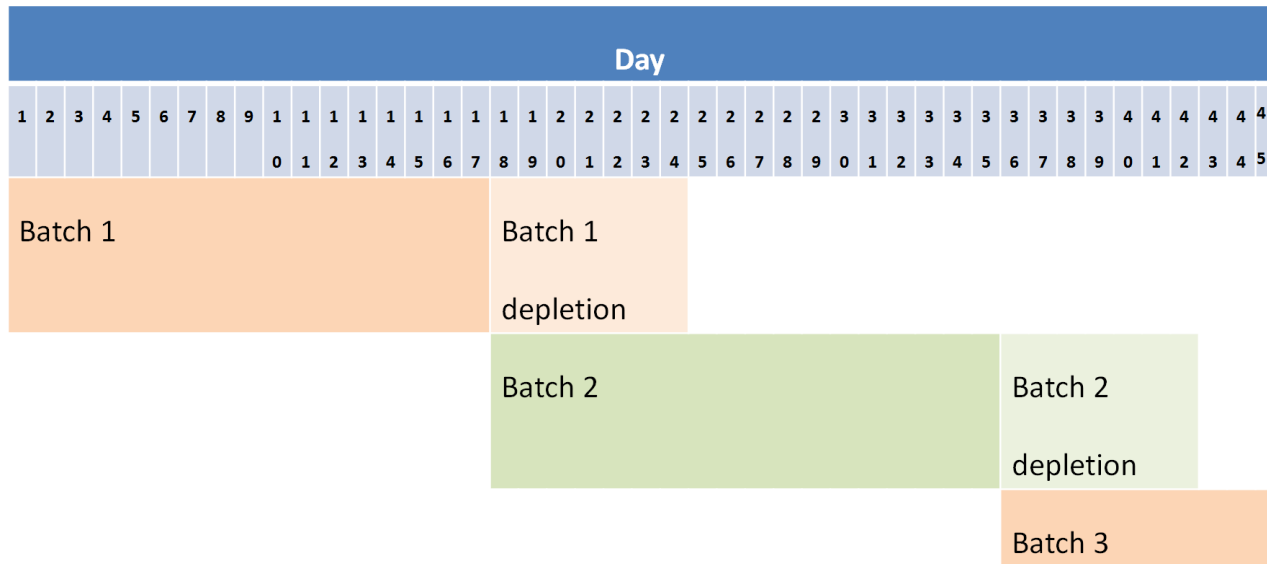 Day
1 2 3 4 5 6 7 8 9 10 11 12 13 14 15 16 17 18 19 20 21 22 23 24 25 26 27 28 29 30 31 32 33 34 35 36 37 38 39 40 41 42 43 44 45
Batch 1
Batch 1
depletion
Batch 2
Batch 2
depletion
Batch 3